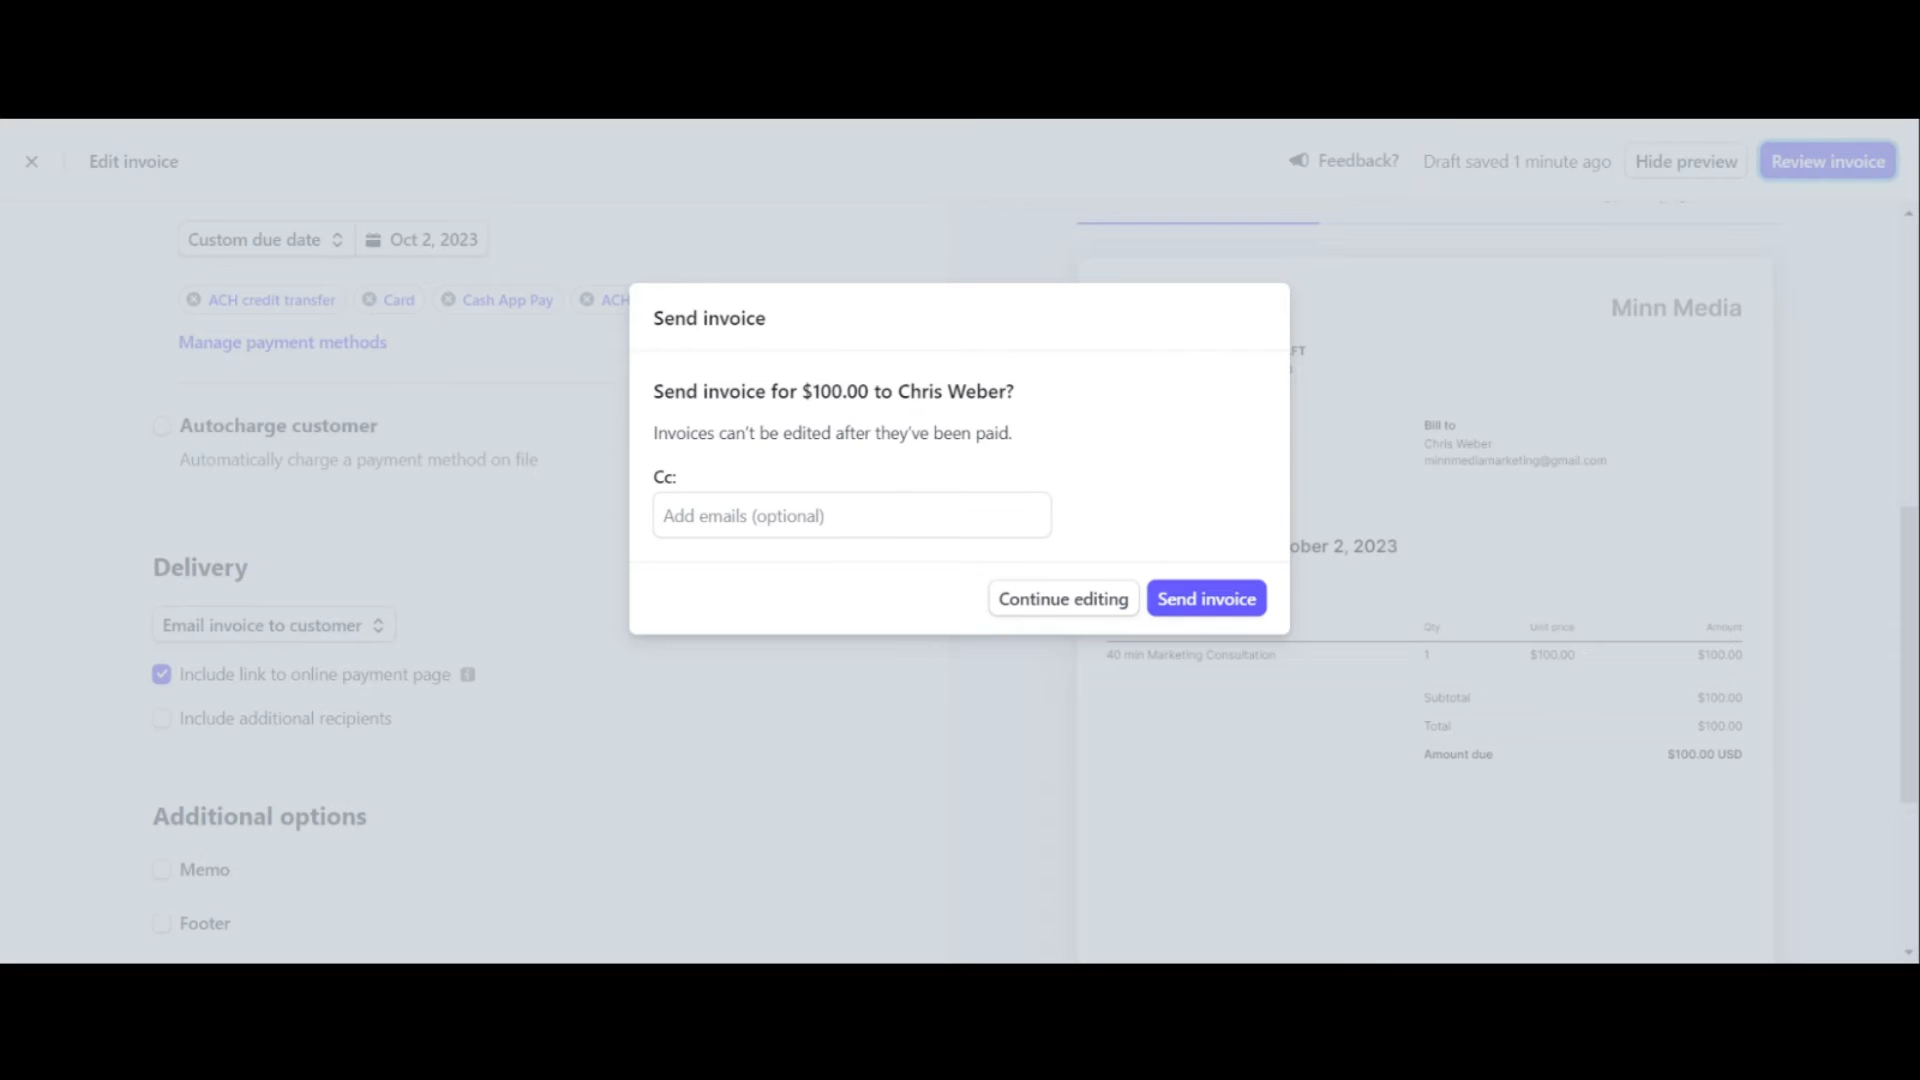 Edit invoice
Feedback?
Draft saved 1 minute ago
Hide preview
Review invoice
Custom due date
Oct 2, 2023
ACH credit transfer
Card
Cash App Pay
ACH
Manage payment methods
Autocharge customer
Automatically charge a payment method on file
Delivery
Email invoice to customer
Include link to online payment page
Include additional recipients
Additional options
Memo
Footer
Send invoice
Send invoice for $100.00 to Chris Weber?
Invoices can't be edited after they've been paid.
Cc:
Add emails (optional)
Continue editing
Send invoice
Minn Media
FT
Bill to
Chris Weber
minnmediamarketing@gmail.com
ober 2, 2023
Qty Unit price Amount
40 min Marketing Consultation 1 $100.00 $100.00
Subtotal $100.00
Total $100.00
Amount due $100.00 USD